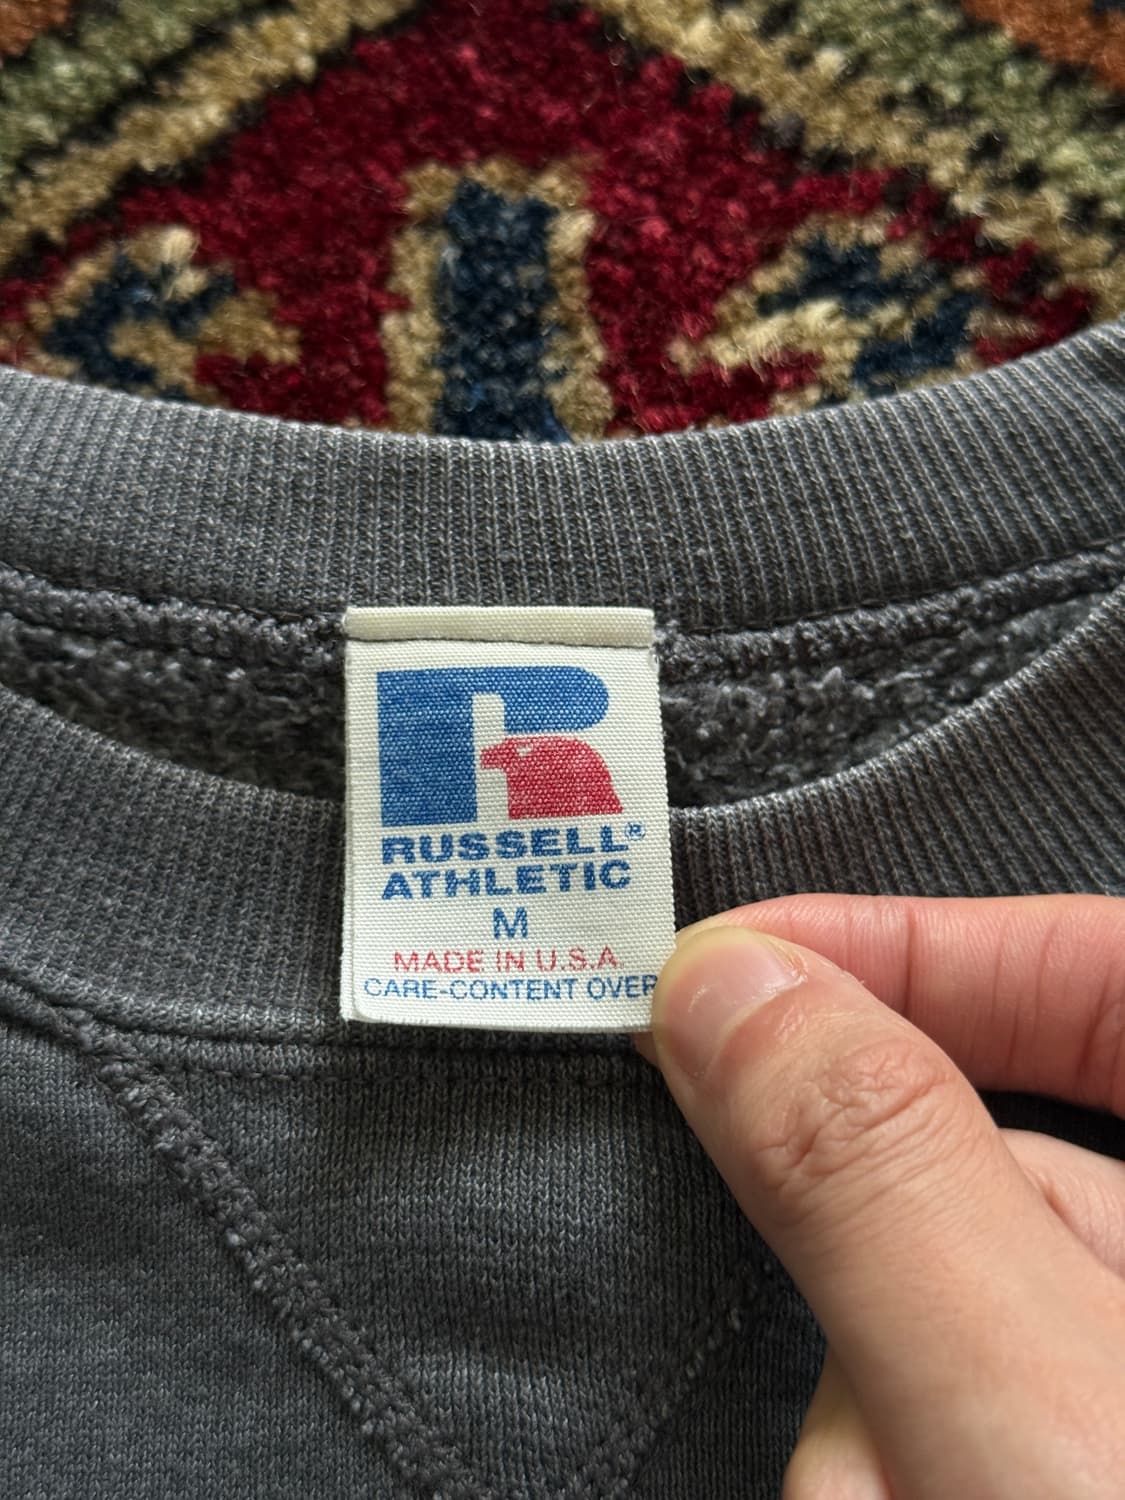 RUSSELL®
ATHLETIC
M
MADE IN U.S.A
CARE-CONTENT OVER